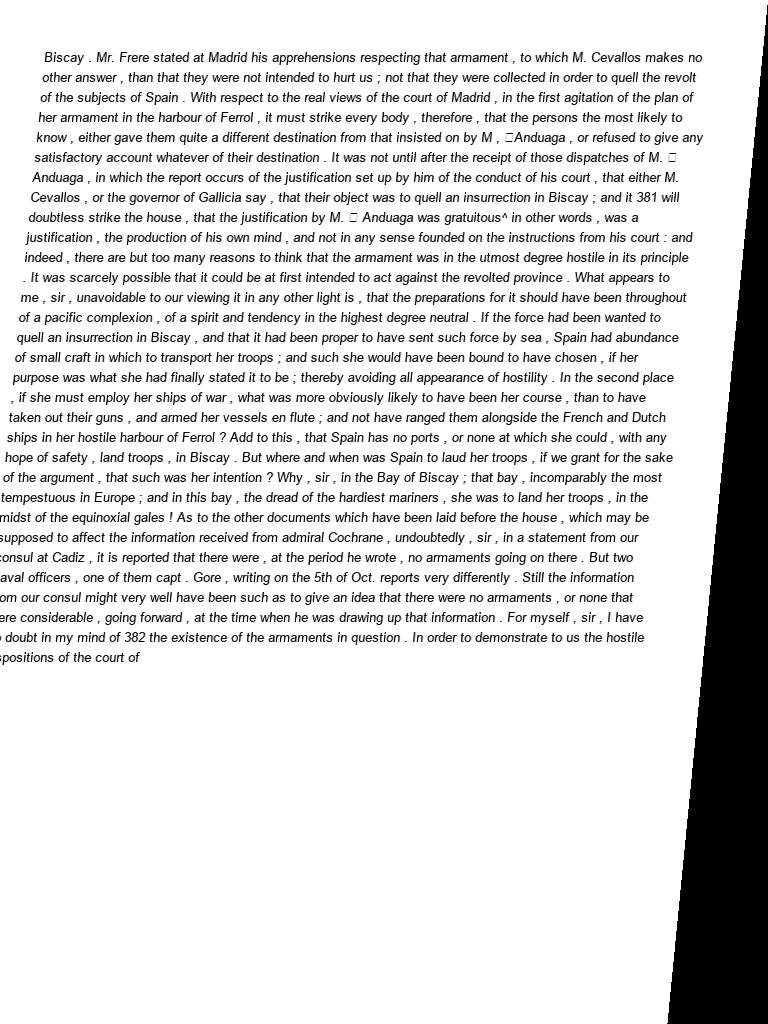 Biscay . Mr. Frere stated at Madrid his apprehensions respecting that armament , to which M. Cevallos makes no
other answer , than that they were not intended to hurt us ; not that they were collected in order to quell the revolt
of the subjects of Spain . With respect to the real views of the court of Madrid , in the first agitation of the plan of
her armament in the harbour of Ferrol , it must strike every body , therefore , that the persons the most likely to
know , either gave them quite a different destination from that insisted on by M , Anduaga , or refused to give any
satisfactory account whatever of their destination . It was not until after the receipt of those dispatches of M.
Anduaga , in which the report occurs of the justification set up by him of the conduct of his court , that either M.
Cevallos , or the governor of Gallicia say , that their object was to quell an insurrection in Biscay ; and it 381 will
doubtless strike the house , that the justification by M. Anduaga was gratuitous^ in other words , was a
justification , the production of his own mind , and not in any sense founded on the instructions from his court : and
indeed , there are but too many reasons to think that the armament was in the utmost degree hostile in its principle
. It was scarcely possible that it could be at first intended to act against the revolted province . What appears to
me , sir , unavoidable to our viewing it in any other light is , that the preparations for it should have been throughout
of a pacific complexion , of a spirit and tendency in the highest degree neutral . If the force had been wanted to
quell an insurrection in Biscay , and that it had been proper to have sent such force by sea , Spain had abundance
of small craft in which to transport her troops ; and such she would have been bound to have chosen , if her
purpose was what she had finally stated it to be ; thereby avoiding all appearance of hostility . In the second place
, if she must employ her ships of war , what was more obviously likely to have been her course , than to have
taken out their guns , and armed her vessels en flute ; and not have ranged them alongside the French and Dutch
ships in her hostile harbour of Ferrol ? Add to this , that Spain has no ports , or none at which she could , with any
hope of safety , land troops , in Biscay . But where and when was Spain to laud her troops , if we grant for the sake
of the argument , that such was her intention ? Why , sir , in the Bay of Biscay ; that bay , incomparably the most
tempestuous in Europe ; and in this bay , the dread of the hardiest mariners , she was to land her troops , in the
midst of the equinoxial gales ! As to the other documents which have been laid before the house , which may be
supposed to affect the information received from admiral Cochrane , undoubtedly , sir , in a statement from our
consul at Cadiz , it is reported that there were , at the period he wrote , no armaments going on there . But two
aval officers , one of them capt . Gore , writing on the 5th of Oct. reports very differently . Still the information
om our consul might very well have been such as to give an idea that there were no armaments , or none that
ere considerable , going forward , at the time when he was drawing up that information . For myself , sir , I have
doubt in my mind of 382 the existence of the armaments in question . In order to demonstrate to us the hostile
spositions of the court of